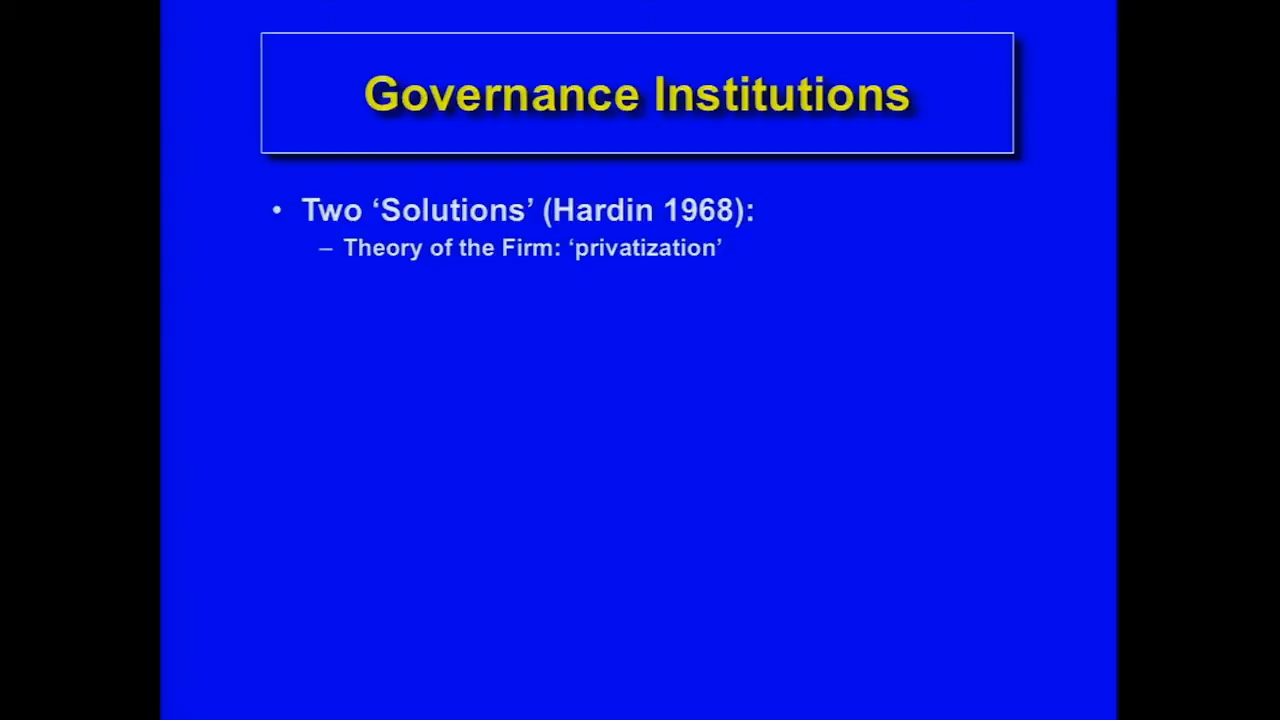 Governance Institutions
• Two ‘Solutions’ (Hardin 1968):
– Theory of the Firm: ‘privatization’